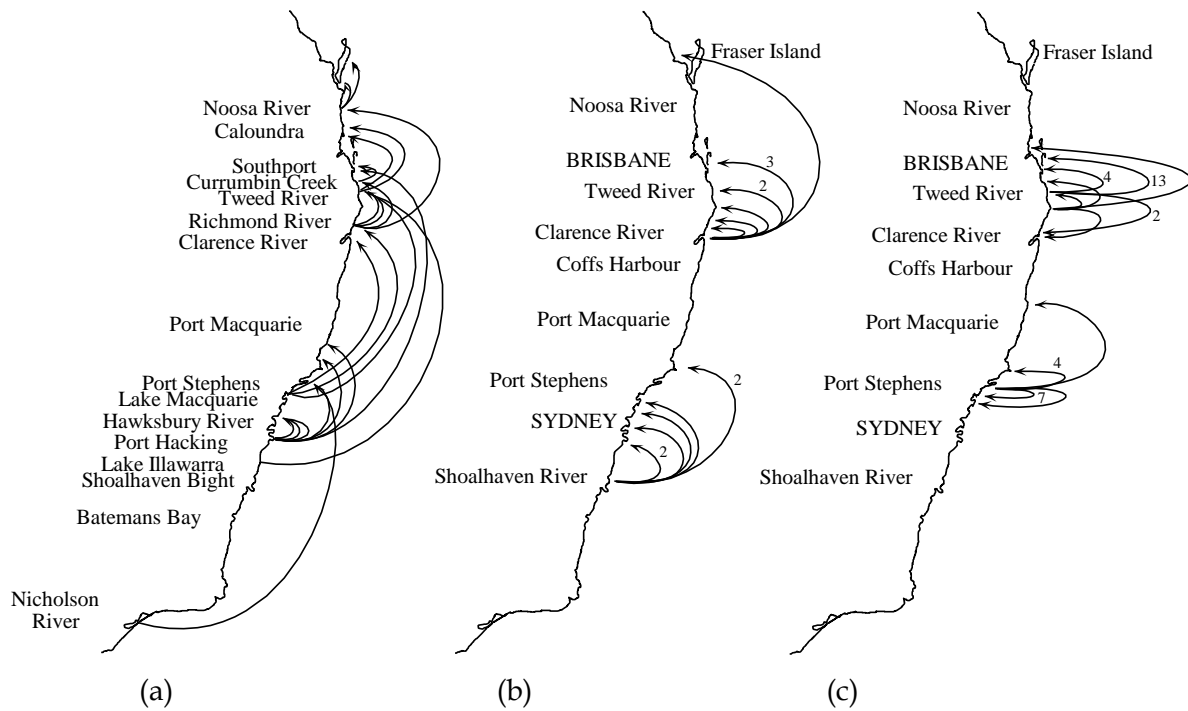 Noosa River
Caloundra
Southport
Currumbin Creek
Tweed River
Richmond River
Clarence River
Port Macquarie
Port Stephens
Lake Macquarie
Hawksbury River
Port Hacking
Lake Illawarra
Shoalhaven Bight
Batemans Bay
Nicholson
River
(a)
Fraser Island
Noosa River
BRISBANE
3
Tweed River
2
Clarence River
Coffs Harbour
Port Macquarie
Port Stephens
2
SYDNEY
2
Shoalhaven River
(b)
Fraser Island
Noosa River
BRISBANE
4
13
Tweed River
2
Clarence River
Coffs Harbour
Port Macquarie
4
Port Stephens
7
SYDNEY
Shoalhaven River
(c)